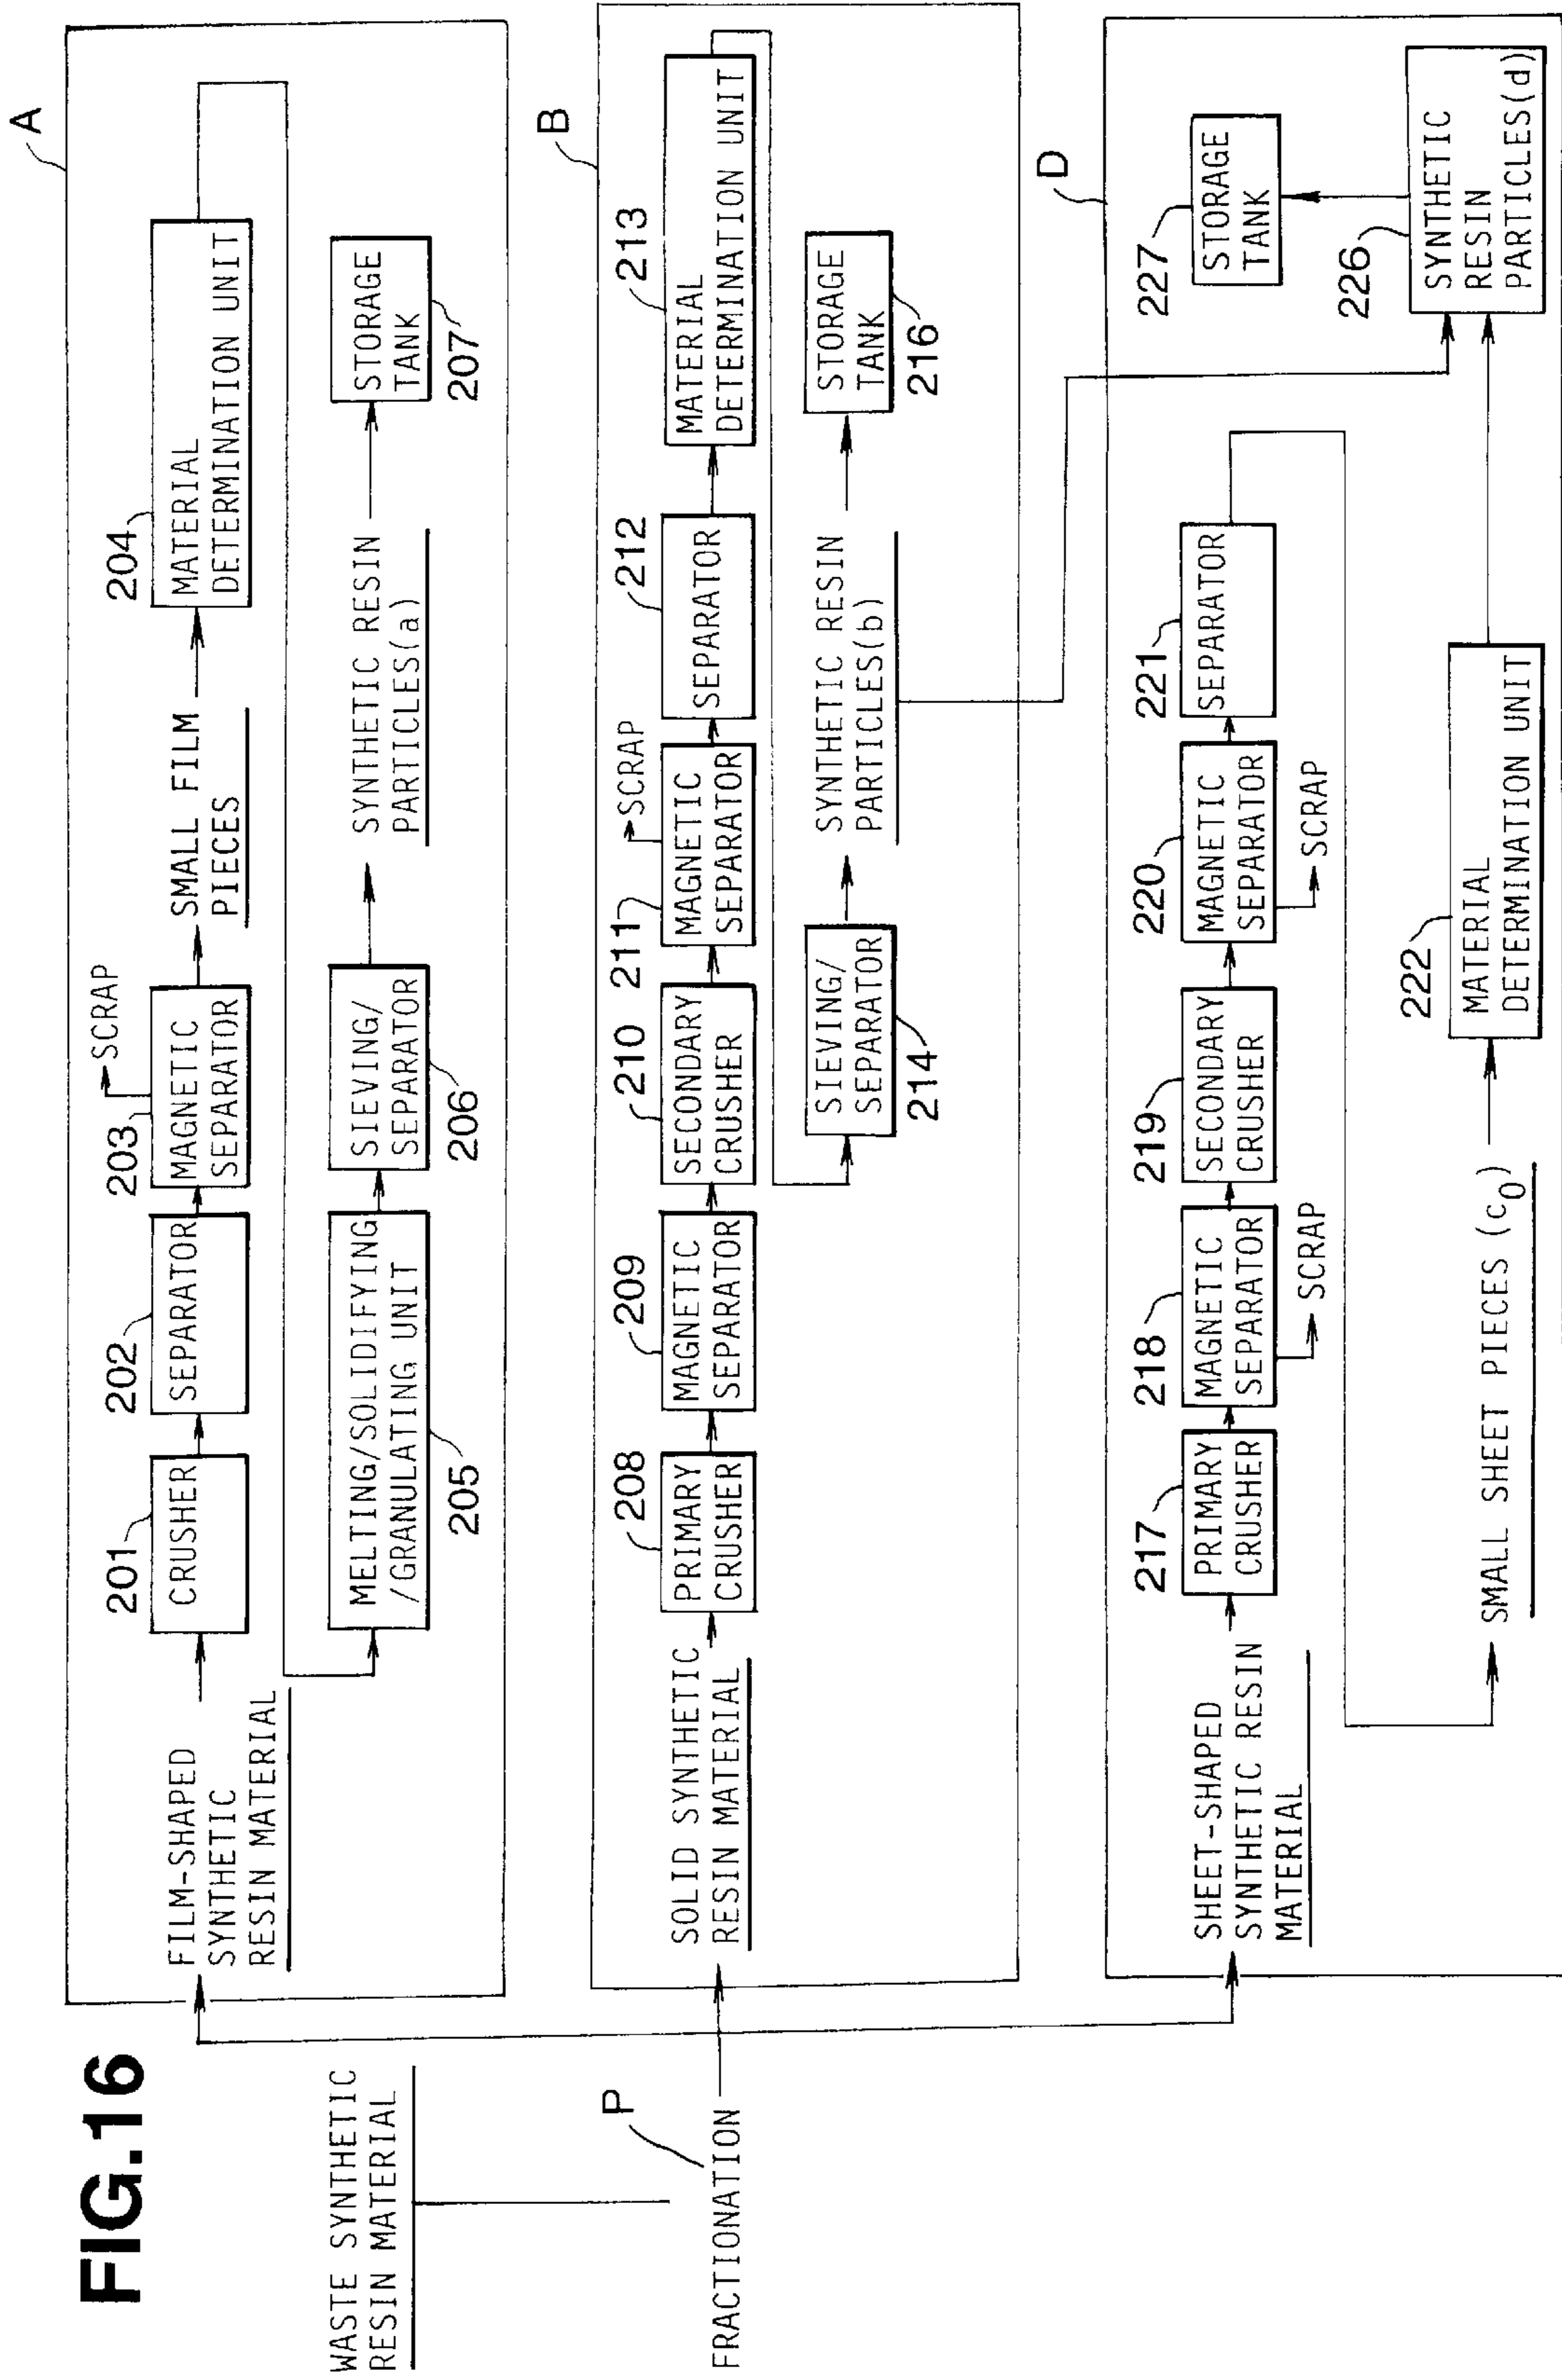 FIG.16
WASTE SYNTHETIC
RESIN MATERIAL
P
FRACTIONATION
A
FILM-SHAPED
SYNTHETIC
RESIN MATERIAL
201
CRUSHER
202
SEPARATOR
203
MAGNETIC
SEPARATOR
SCRAP
SMALL FILM
PIECES
204
MATERIAL
DETERMINATION UNIT
MELTING/SOLIDIFYING
/GRANULATING UNIT
205
SIEVING/
SEPARATOR
206
SYNTHETIC RESIN
PARTICLES(a)
STORAGE
TANK
207
B
SOLID SYNTHETIC
RESIN MATERIAL
208
PRIMARY
CRUSHER
209
MAGNETIC
SEPARATOR
210
SECONDARY
CRUSHER
211
MAGNETIC
SEPARATOR
SCRAP
212
SEPARATOR
213
MATERIAL
DETERMINATION UNIT
SIEVING/
SEPARATOR
214
SYNTHETIC RESIN
PARTICLES(b)
STORAGE
TANK
216
D
SHEET-SHAPED
SYNTHETIC RESIN
MATERIAL
217
PRIMARY
CRUSHER
218
MAGNETIC
SEPARATOR
SCRAP
219
SECONDARY
CRUSHER
220
MAGNETIC
SEPARATOR
SCRAP
221
SEPARATOR
SMALL SHEET PIECES (c0)
222
MATERIAL
DETERMINATION UNIT
226
SYNTHETIC
RESIN
PARTICLES(d)
227
STORAGE
TANK